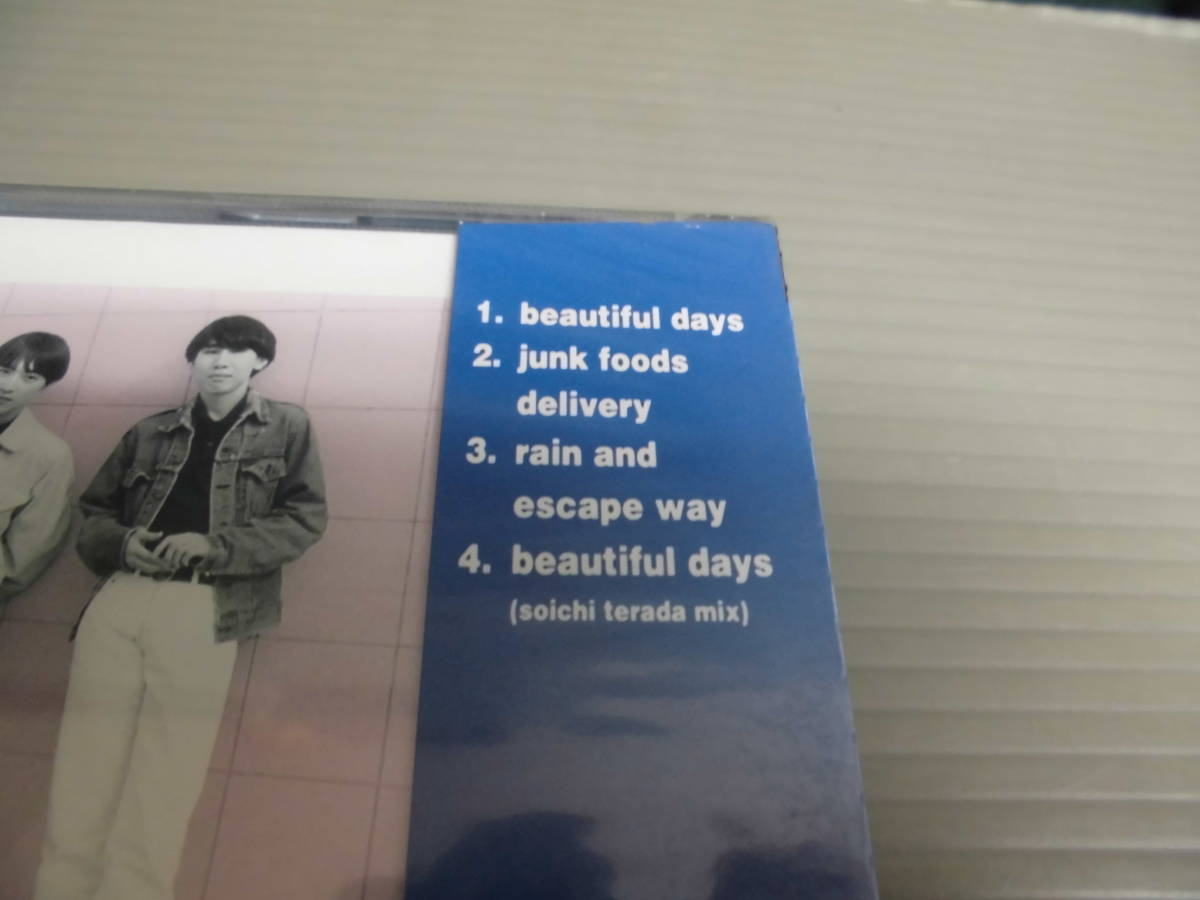 1. beautiful days
2. junk foods
delivery
3. rain and
escape way
4. beautiful days
(soichi terada mix)